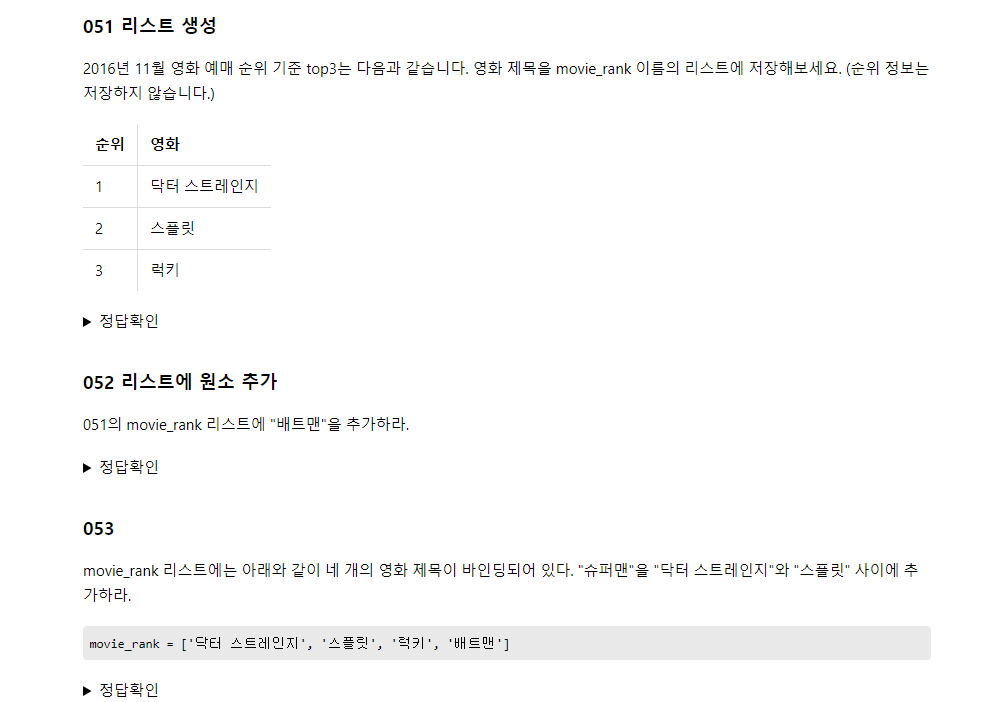 051 리스트 생성
2016년 11월 영화 예매 순위 기준 top3는 다음과 같습니다. 영화 제목을 movie_rank 이름의 리스트에 저장해보세요. (순위 정보는
저장하지 않습니다.)
순위 영화
1 닥터 스트레인지
2 스플릿
3 럭키
▶ 정답확인
052 리스트에 원소 추가
051의 movie_rank 리스트에 "배트맨"을 추가하라.
▶ 정답확인
053
movie_rank 리스트에는 아래와 같이 네 개의 영화 제목이 바인딩되어 있다. "슈퍼맨"을 "닥터 스트레인지"와 "스플릿" 사이에 추
가하라.
movie_rank = ['닥터 스트레인지', '스플릿', '럭키', '배트맨']
▶ 정답확인